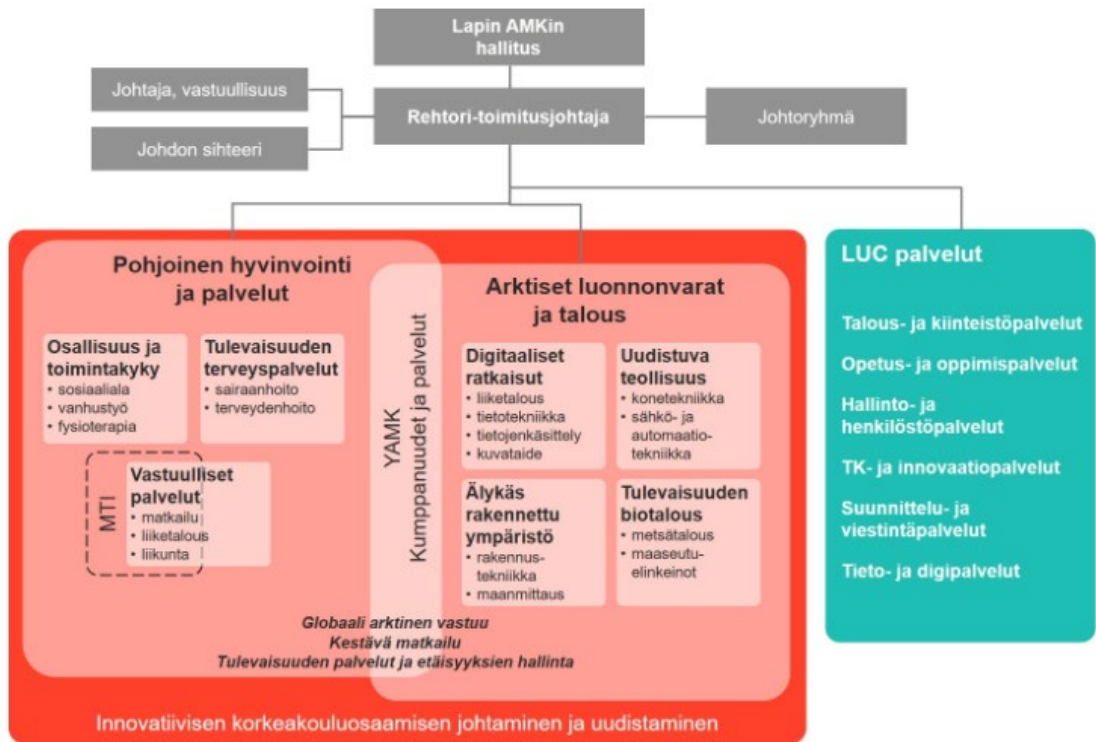 Lapin AMKin
hallitus
Johtaja, vastuullisuus
Rehtori-toimitusjohtaja
Johtoryhmä
Johdon sihteeri
Pohjoinen hyvinvointi
ja palvelut
Osallisuus ja
toimintakyky
• sosiaaliala
• vanhustyö
• fysioterapia
Tulevaisuuden
terveyspalvelut
• sairaanhoito
• terveydenhoito
MTI
Vastuulliset
palvelut
• matkailu
• liiketalous
• liikunta
YAMK
Kumppanuudet ja palvelut
Arktiset luonnonvarat
ja talous
Digitaaliset
ratkaisut
• liiketalous
• tietotekniikka
• tietojenkäsittely
• kuvataide
Uudistuva
teollisuus
• konetekniikka
• sähkö- ja
automaatio-
tekniikka
Älykäs
rakennettu
ympäristö
• rakennus-
tekniikka
• maanmittaus
Tulevaisuuden
biotalous
• metsätalous
• maaseutu-
elinkeinot
Globaali arktinen vastuu
Kestävä matkailu
Tulevaisuuden palvelut ja etäisyyksien hallinta
Innovatiivisen korkeakouluosaamisen johtaminen ja uudistaminen
LUC palvelut
Talous- ja kiinteistöpalvelut
Opetus- ja oppimispalvelut
Hallinto- ja
henkilöstöpalvelut
TK- ja innovaatiopalvelut
Suunnittelu- ja
viestintäpalvelut
Tieto- ja digipalvelut